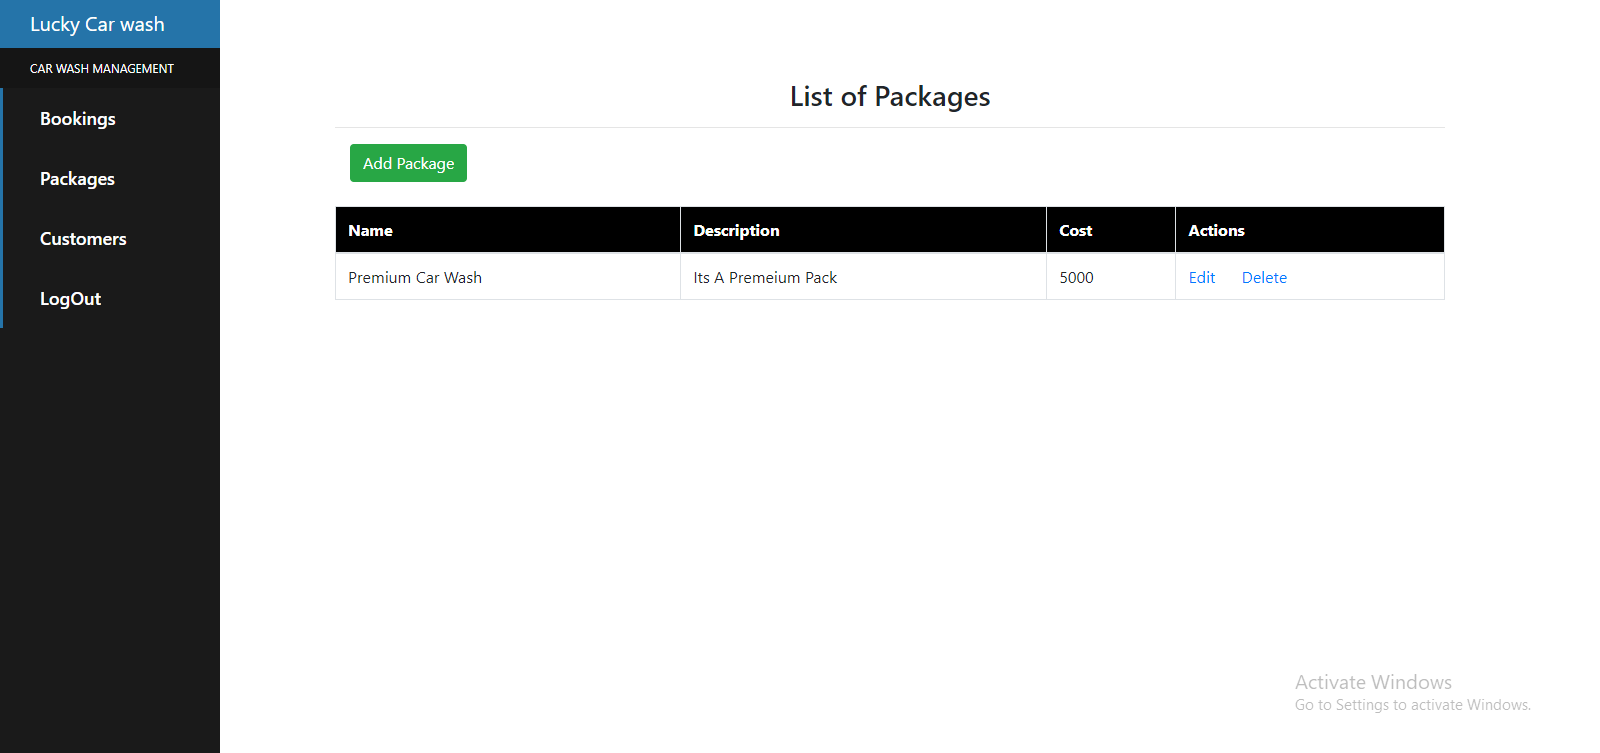 Lucky Car wash
CAR WASH MANAGEMENT
Bookings
Packages
Customers
LogOut
List of Packages
Add Package
Name Description Cost Actions
Premium Car Wash Its A Premeium Pack 5000 Edit Delete
Activate Windows
Go to Settings to activate Windows.